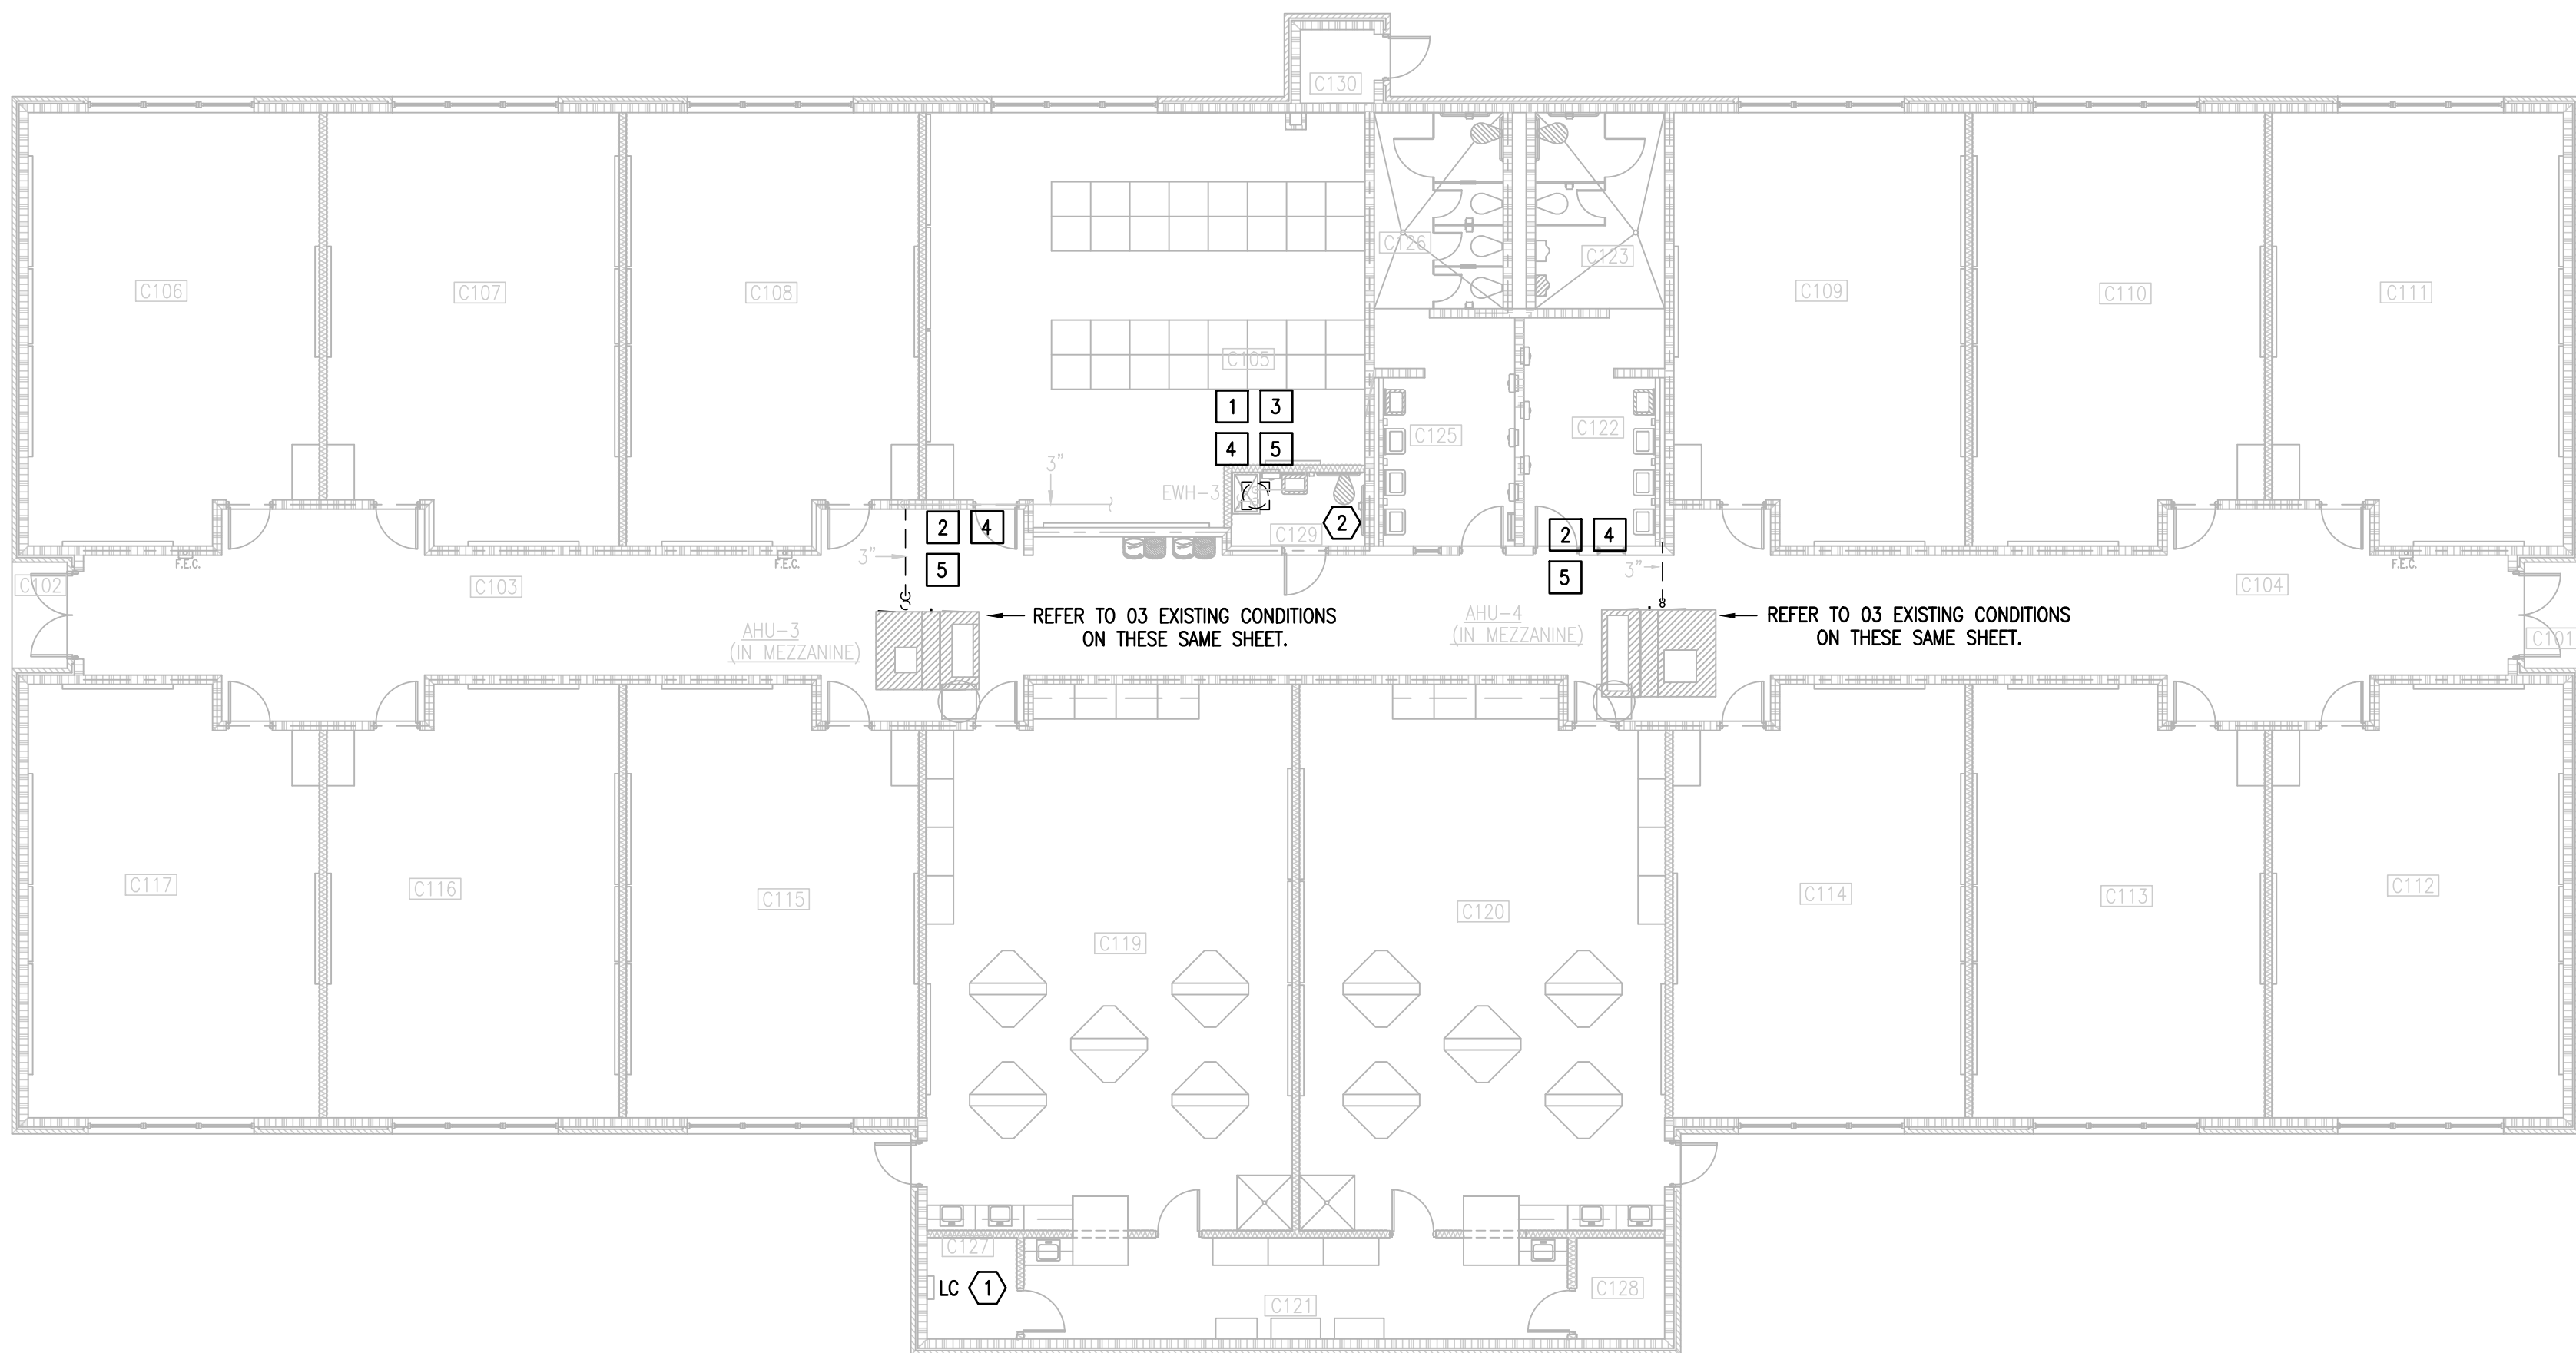 C130
C106
C107
C108
C105
C126
C123
C109
C110
C111
1 3
4 5
C125
C122
3"
EWH-3
C129
2
2 4
5
3"
2 4
5
3"
F.E.C.
F.E.C.
F.E.C.
C102
C103
C104
C101
REFER TO 03 EXISTING CONDITIONS
ON THESE SAME SHEET.
REFER TO 03 EXISTING CONDITIONS
ON THESE SAME SHEET.
AHU-3
(IN MEZZANINE)
AHU-4
(IN MEZZANINE)
C117
C116
C115
C119
C120
C114
C113
C112
C127
LC 1
C121
C128